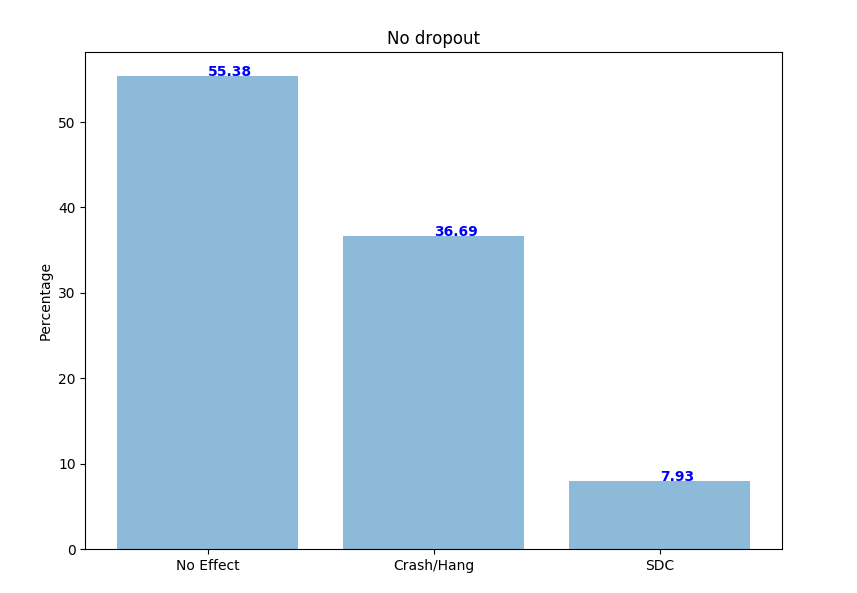 No dropout
55.38
36.69
7.93
Percentage
50
40
30
20
10
0
No Effect
Crash/Hang
SDC